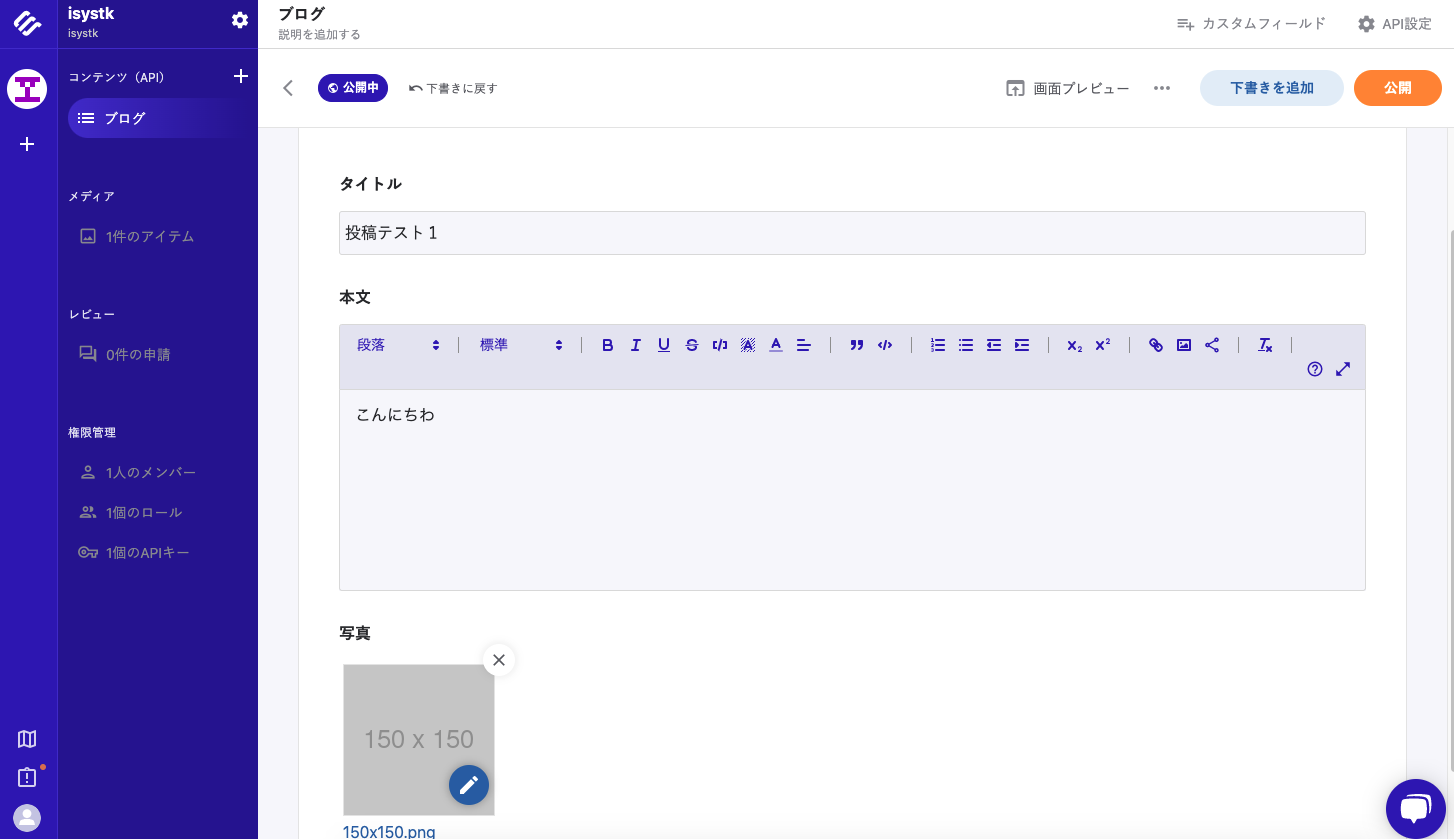 isystk
isystk
コンテンツ（API）
ブログ
メディア
1件のアイテム
レビュー
0件の申請
権限管理
1人のメンバー
1個のロール
1個のAPIキー
ブログ
説明を追加する
カスタムフィールド
API設定
公開中
下書きに戻す
画面プレビュー
下書きを追加
公開
タイトル
投稿テスト１
本文
段落
標準
こんにちわ
写真
150 x 150
150x150.png